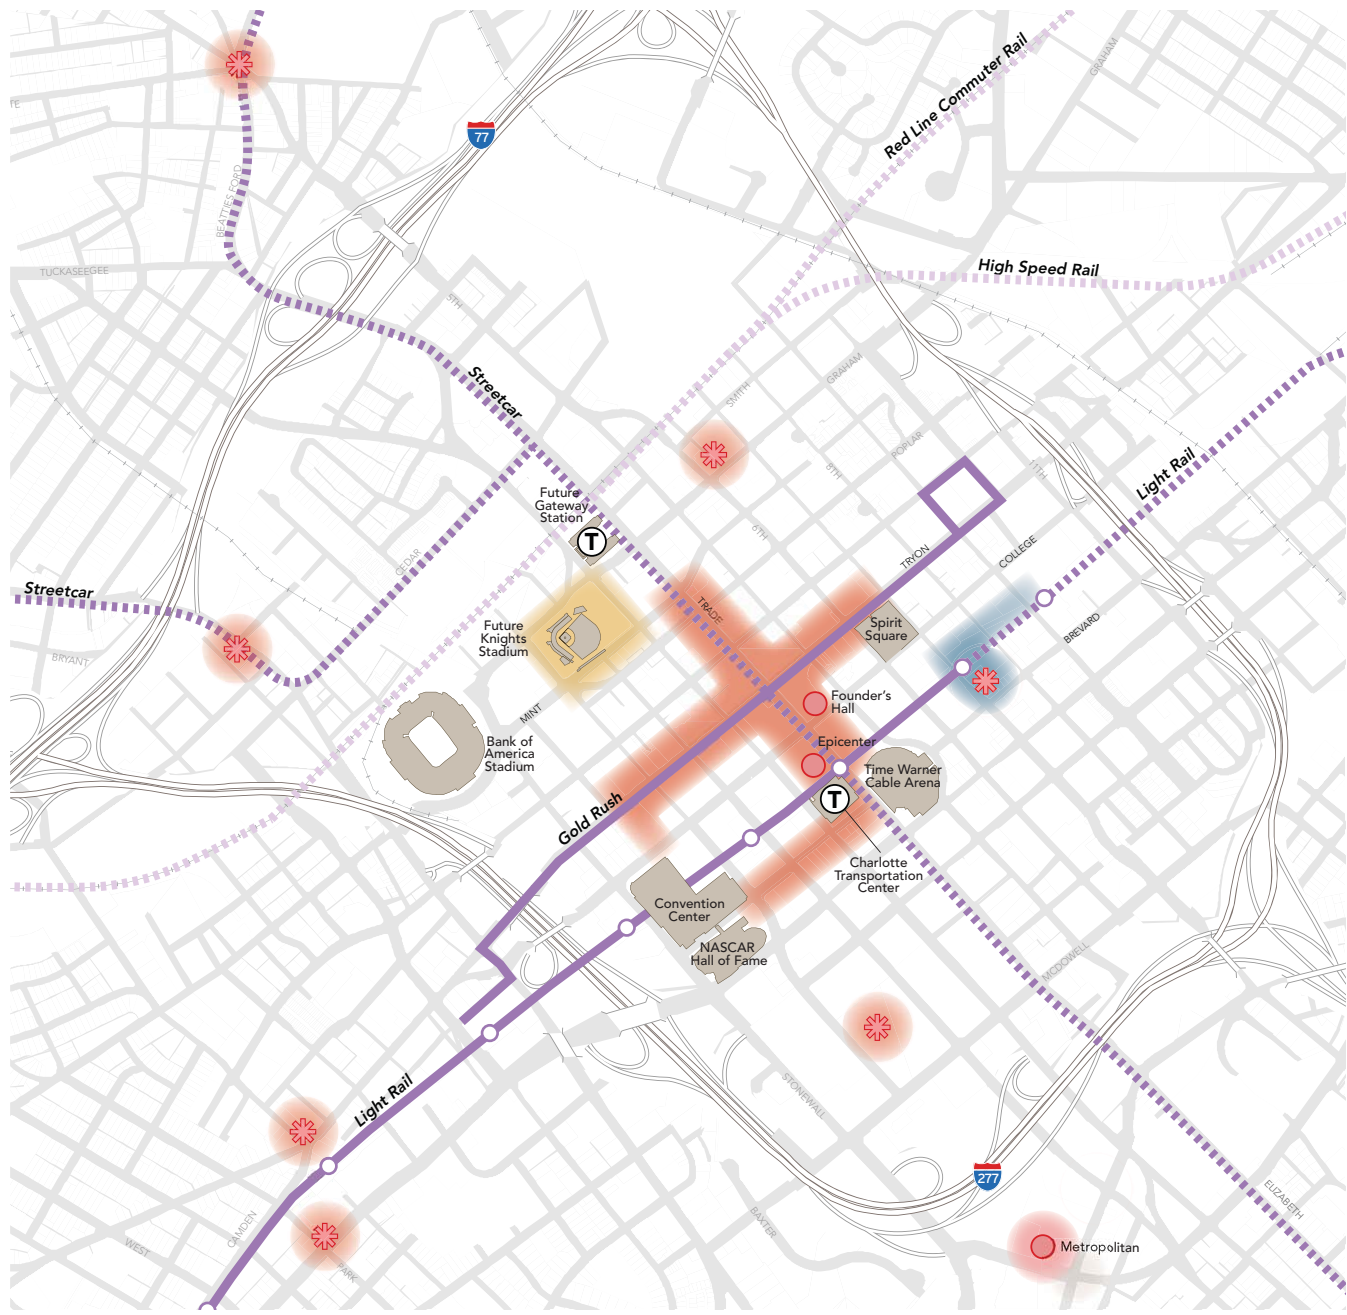 Red Line Commuter Rail
GRAHAM
TE
77
BEATTIES FORD
High Speed Rail
TUCKASEEGEE
5TH
Streetcar
GRAHAM
SMITH
POPLAR
8TH
11TH
Light Rail
Future
Gateway
Station
T
6TH
TRYON
COLLEGE
CEDAR
Streetcar
TRADE
Spirit
Square
BREVARD
Future
Knights
Stadium
BRYANT
MINT
Founder's
Hall
Bank of
America
Stadium
Epicenter
Time Warner
Cable Arena
T
Gold Rush
Charlotte
Transportation
Center
Convention
Center
NASCAR
Hall of Fame
MCDOWELL
STONEWALL
Light Rail
277
ELIZABETH
CAMDEN
WEST
PARK
BAXTER
Metropolitan